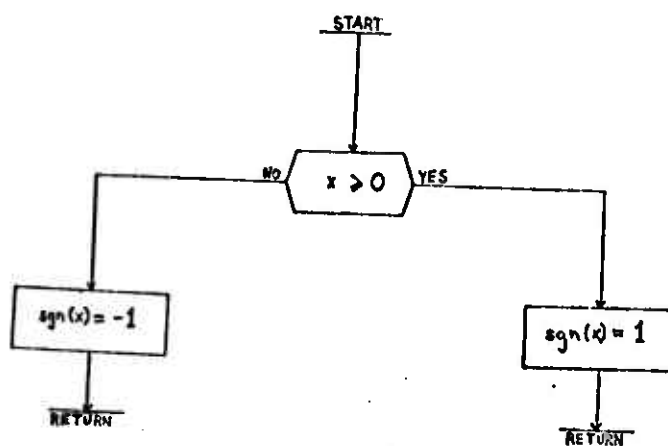 START
NO
x ⩾ 0
YES
sgn(x) = -1
sgn(x) = 1
RETURN
RETURN